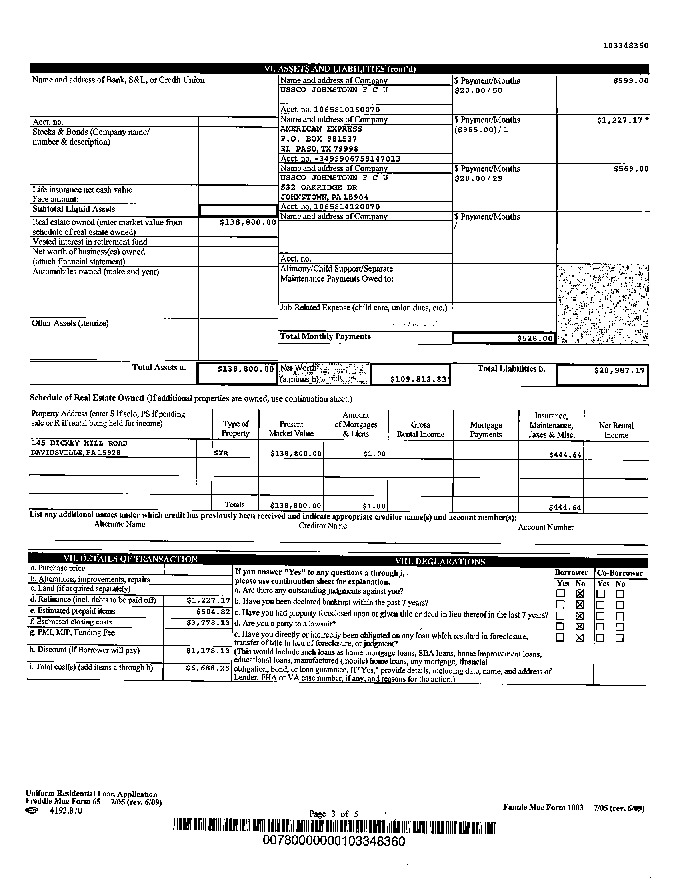 103348360
VI. ASSETS AND LIABILITIES (cont'd)
Name and address of Bank, S&L, or Credit Union
Name and address of Company
$ Payment/Months
$599.00
USSCO JOHNSTOWN F C U
$20.00/50
Acct. no. 1065810150070
Acct. no.
Name and address of Company
$ Payment/Months
$1,227.17*
Stocks & Bonds (Company name/
number & description)
AMERICAN EXPRESS
P.O. BOX 981537
EL PASO, TX 79998
Acct no. -3499906759147013
Name and address of Company
$ Payment/Months
$569.00
USSCO JOHNSTOWN F C U
$20.00/29
532 OAKRIDGE DR
JOHNSTOWN, PA 15904
Acct no. 1065814120070
Life insurance net cash value
Face amount:
Subtotal Liquid Assets
Real estate owned (enter market value from
schedule of real estate owned)
$138,800.00
Name and address of Company
$ Payment/Months
/
Vested interest in retirement fund
Net worth of business(es) owned
(attach financial statement)
Acct. no.
Automobiles owned (make and year)
Alimony/Child Support/Separate
Maintenance Payments Owed to:
Job Related Expense (child care, union dues, etc.)
Other Assets (itemize)
Total Monthly Payments
$528.00
Total Assets a.
$138,800.00
Net Worth
(a minus b)
$109,812.83
Total Liabilities b.
$28,987.17
Schedule of Real Estate Owned (If additional properties are owned, use continuation sheet.)
Property Address (enter S if sold, PS if pending
sale or R if rental being held for income)
Type of
Property
Present
Market Value
Amount
of Mortgages
& Liens
Gross
Rental Income
Mortgage
Payments
Insurance,
Maintenance,
Taxes & Misc.
Net Rental
Income
145 DICKEY HILL ROAD
DAVIDSVILLE, PA 15928
SFR
$138,800.00
$1.00
$444.64
Totals
$138,800.00
$1.00
$444.64
List any additional names under which credit has previously been received and indicate appropriate creditor name(s) and account number(s):
Alternate Name
Creditor Name
Account Number
VII. DETAILS OF TRANSACTION
a. Purchase price
b. Alterations, improvements, repairs
c. Land (if acquired separately)
d. Refinance (incl. debts to be paid off)
$1,227.17
e. Estimated prepaid items
$504.82
f. Estimated closing costs
$3,778.13
g. PMI, MIP, Funding Fee
h. Discount (if Borrower will pay)
$1,178.13
i. Total cost(s) (add items a through h)
$6,688.25
VIII. DECLARATIONS
If you answer "Yes" to any questions a through i,
please use continuation sheet for explanation.
Borrower
Co-Borrower
Yes No
Yes No
a. Are there any outstanding judgments against you?
b. Have you been declared bankrupt within the past 7 years?
c. Have you had property foreclosed upon or given title or deed in lieu thereof in the last 7 years?
d. Are you a party to a lawsuit?
e. Have you directly or indirectly been obligated on any loan which resulted in foreclosure,
transfer of title in lieu of foreclosure, or judgment?
(This would include such loans as home mortgage loans, SBA loans, home improvement loans,
educational loans, manufactured (mobile) home loans, any mortgage, financial
obligation, bond, or loan guarantee. If "Yes," provide details, including date, name, and address of
Lender, FHA or VA case number, if any, and reasons for the action.)
Uniform Residential Loan Application
Freddie Mac Form 65 7/05 (rev. 6/09)
Page 3 of 5
Fannie Mae Form 1003 7/05 (rev. 6/09)
00780000000103348360